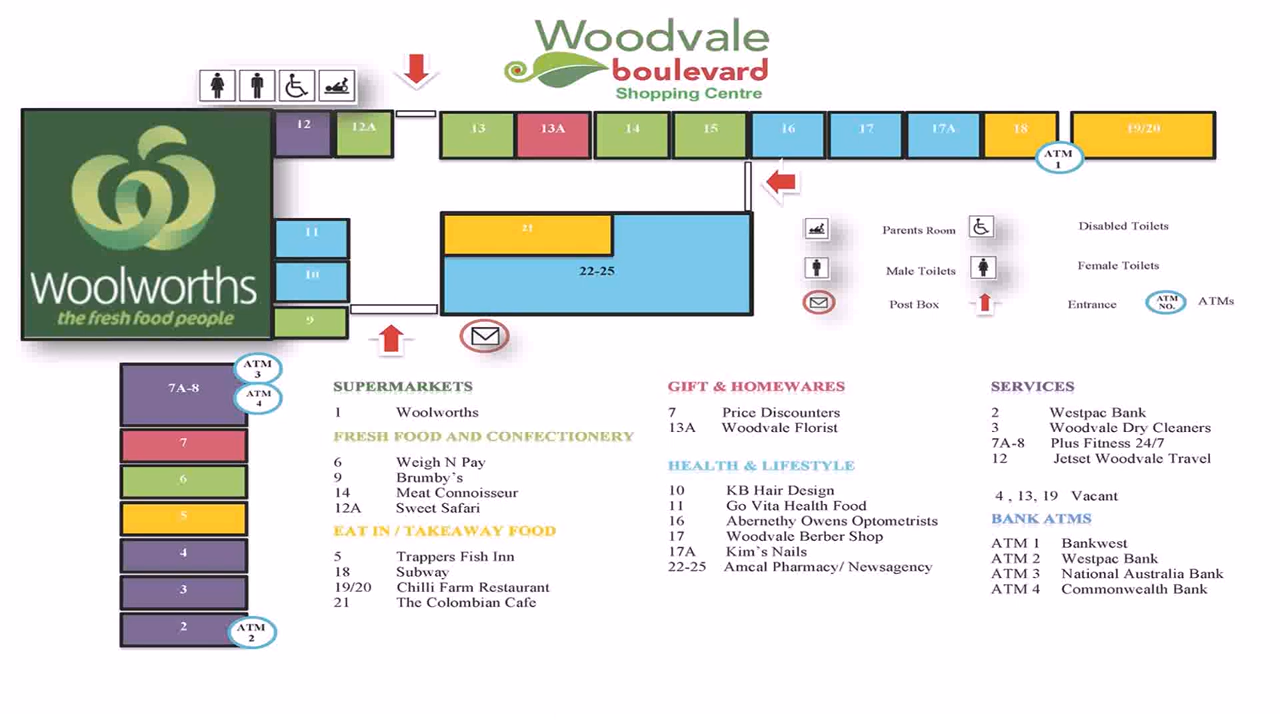 Woodvale
boulevard
Shopping Centre
12
12A
13
13A
14
15
16
17
17A
18
19/20
ATM
1
Woolworths
the fresh food people
11
10
9
21
22-25
Parents Room
Disabled Toilets
Male Toilets
Female Toilets
Post Box
Entrance
ATM
NO.
ATMs
7A-8
ATM
3
ATM
4
7
6
5
4
3
2
ATM
2
SUPERMARKETS
1 Woolworths
FRESH FOOD AND CONFECTIONERY
6 Weigh N Pay
9 Brumby's
14 Meat Connoisseur
12A Sweet Safari
EAT IN / TAKEAWAY FOOD
5 Trappers Fish Inn
18 Subway
19/20 Chilli Farm Restaurant
21 The Colombian Cafe
GIFT & HOMEWARES
7 Price Discounters
13A Woodvale Florist
HEALTH & LIFESTYLE
10 KB Hair Design
11 Go Vita Health Food
16 Abernethy Owens Optometrists
17 Woodvale Berber Shop
17A Kim's Nails
22-25 Amcal Pharmacy/ Newsagency
SERVICES
2 Westpac Bank
3 Woodvale Dry Cleaners
7A-8 Plus Fitness 24/7
12 Jetset Woodvale Travel
4 , 13, 19 Vacant
BANK ATMS
ATM 1 Bankwest
ATM 2 Westpac Bank
ATM 3 National Australia Bank
ATM 4 Commonwealth Bank